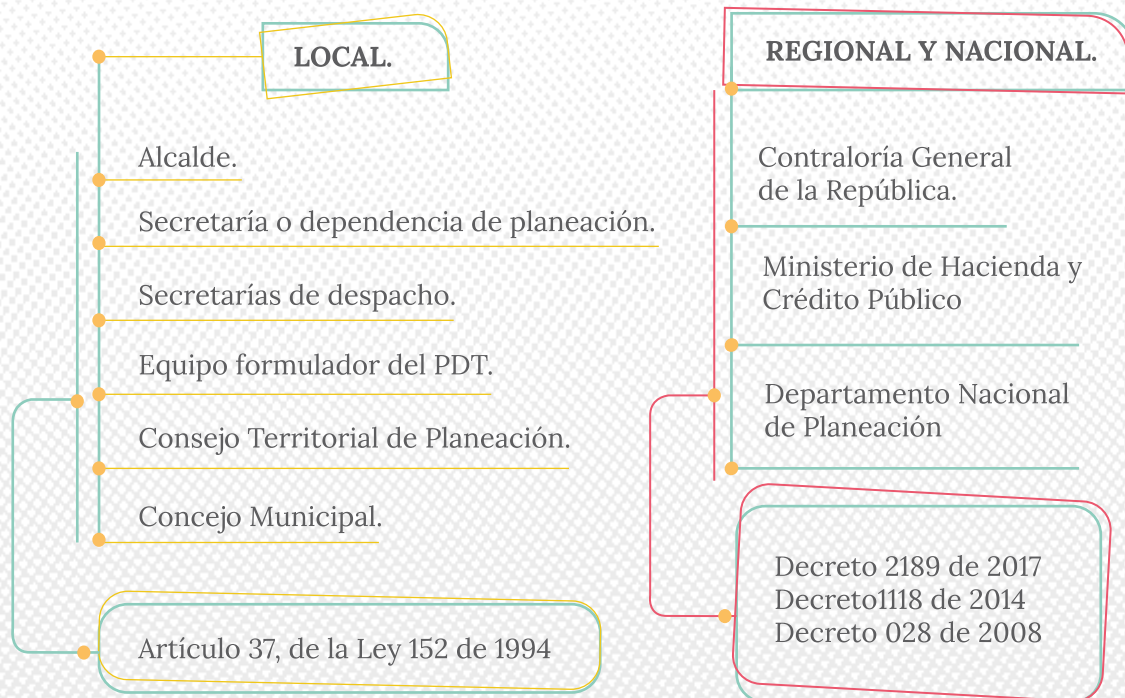 LOCAL.
Alcalde.
Secretaría o dependencia de planeación.
Secretarías de despacho.
Equipo formulador del PDT.
Consejo Territorial de Planeación.
Concejo Municipal.
Artículo 37, de la Ley 152 de 1994
REGIONAL Y NACIONAL.
Contraloría General
de la República.
Ministerio de Hacienda y
Crédito Público
Departamento Nacional
de Planeación
Decreto 2189 de 2017
Decreto1118 de 2014
Decreto 028 de 2008